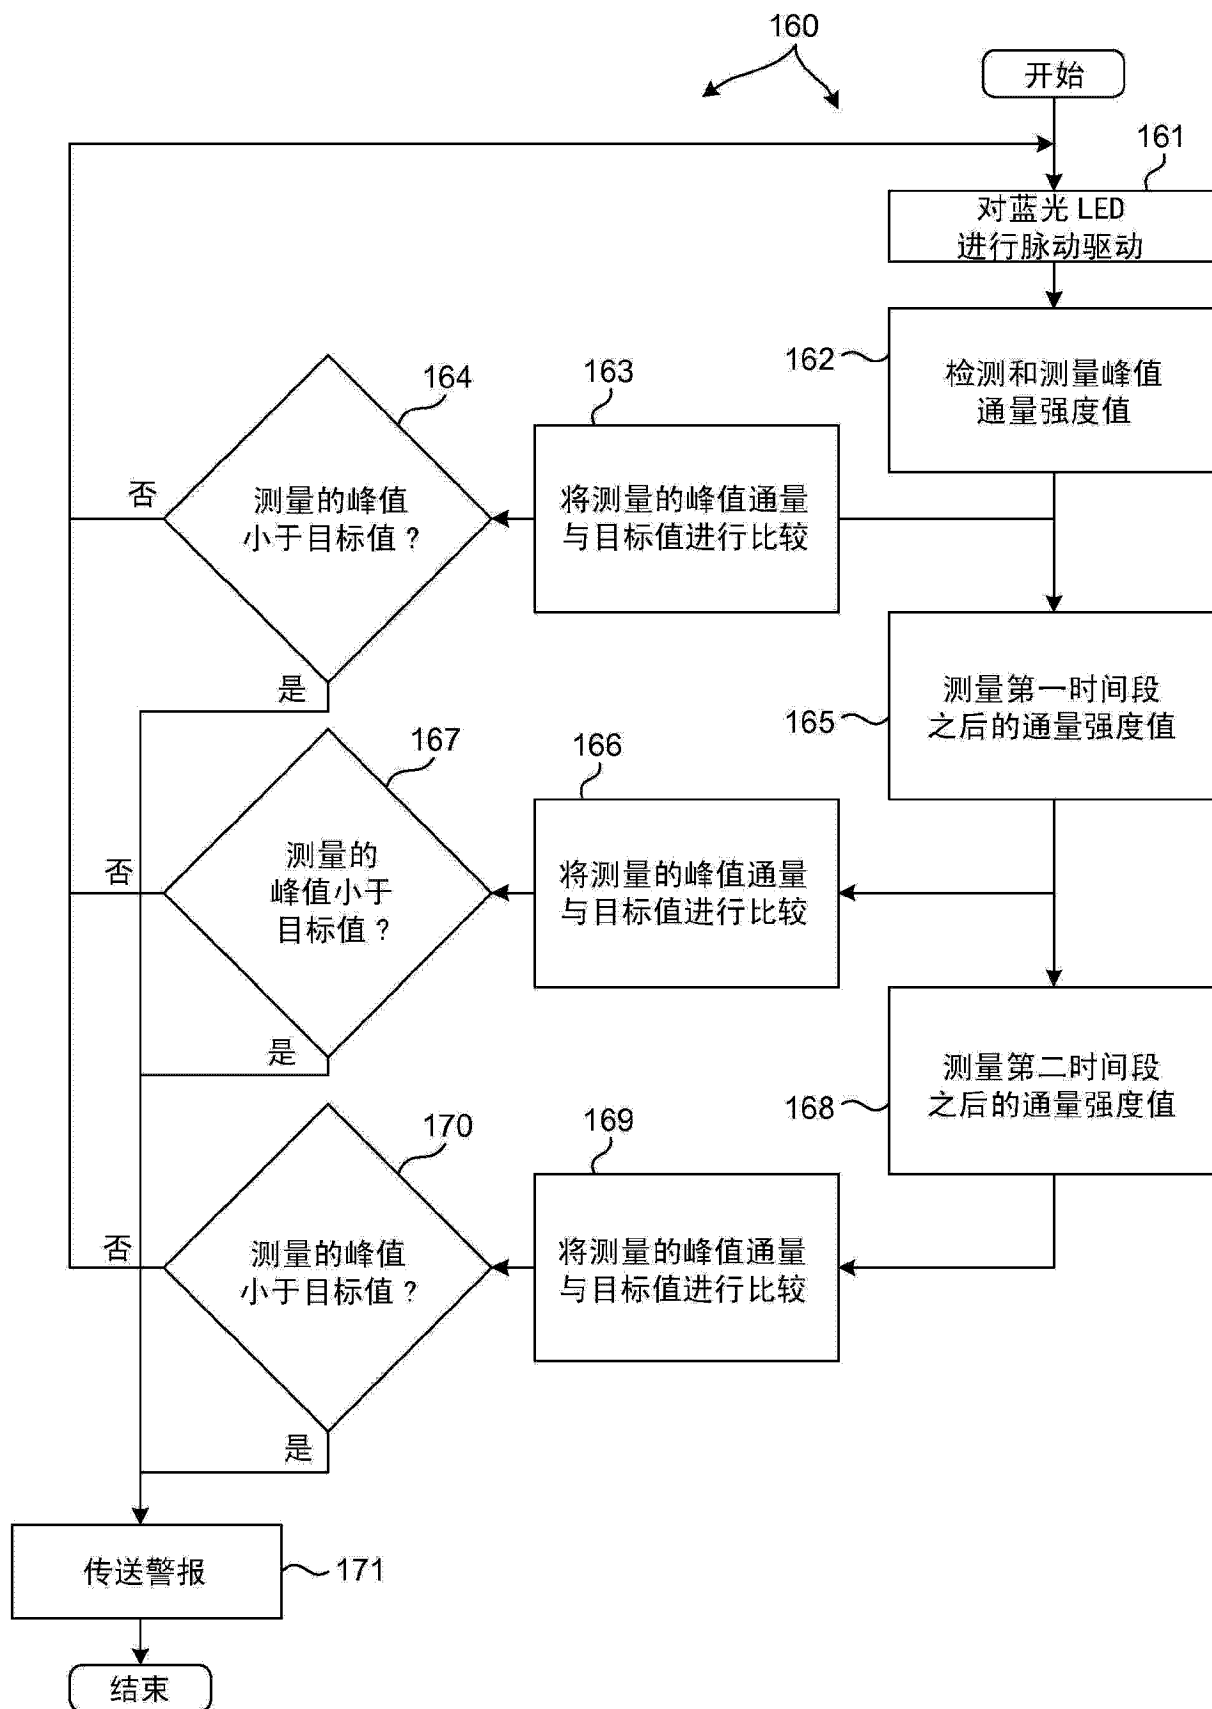 160
开始
161
对蓝光 LED
进行脉动驱动
162
检测和测量峰值
通量强度值
163
将测量的峰值通量
与目标值进行比较
164
测量的峰值
小于目标值？
否
是
165
测量第一时间段
之后的通量强度值
166
将测量的峰值通量
与目标值进行比较
167
测量的
峰值小于
目标值？
否
是
168
测量第二时间段
之后的通量强度值
169
将测量的峰值通量
与目标值进行比较
170
测量的峰值
小于目标值？
否
是
传送警报
171
结束